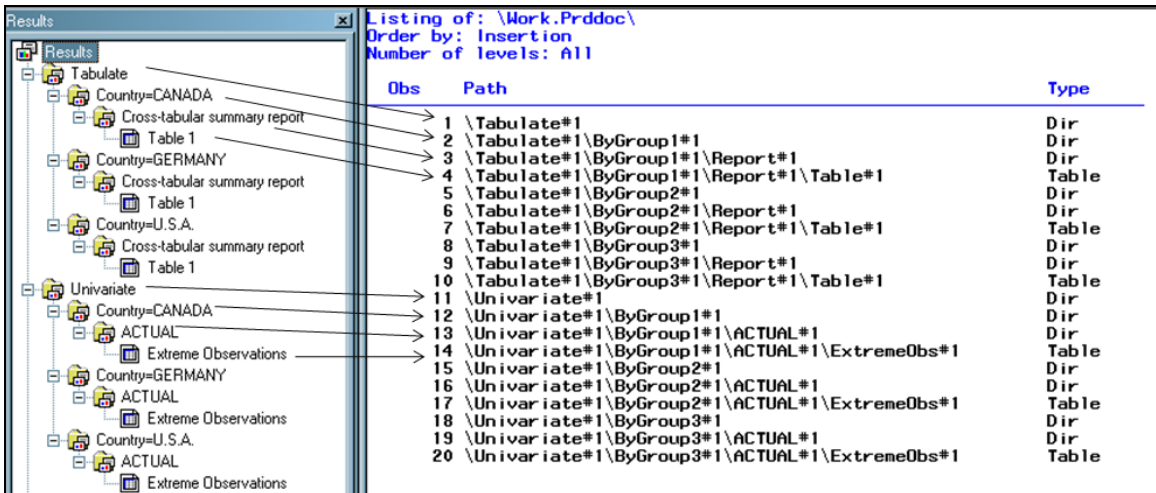 Results
Results
Tabulate
Country=CANADA
Cross-tabular summary report
Table 1
Country=GERMANY
Cross-tabular summary report
Table 1
Country=U.S.A.
Cross-tabular summary report
Table 1
Univariate
Country=CANADA
ACTUAL
Extreme Observations
Country=GERMANY
ACTUAL
Extreme Observations
Country=U.S.A.
ACTUAL
Extreme Observations
Listing of: \Work.Prddoc\
Order by: Insertion
Number of levels: All
Obs Path Type
1 \Tabulate#1 Dir
2 \Tabulate#1\ByGroup1#1 Dir
3 \Tabulate#1\ByGroup1#1\Report#1 Dir
4 \Tabulate#1\ByGroup1#1\Report#1\Table#1 Table
5 \Tabulate#1\ByGroup2#1 Dir
6 \Tabulate#1\ByGroup2#1\Report#1 Dir
7 \Tabulate#1\ByGroup2#1\Report#1\Table#1 Table
8 \Tabulate#1\ByGroup3#1 Dir
9 \Tabulate#1\ByGroup3#1\Report#1 Dir
10 \Tabulate#1\ByGroup3#1\Report#1\Table#1 Table
11 \Univariate#1 Dir
12 \Univariate#1\ByGroup1#1 Dir
13 \Univariate#1\ByGroup1#1\ACTUAL#1 Dir
14 \Univariate#1\ByGroup1#1\ACTUAL#1\ExtremeObs#1 Table
15 \Univariate#1\ByGroup2#1 Dir
16 \Univariate#1\ByGroup2#1\ACTUAL#1 Dir
17 \Univariate#1\ByGroup2#1\ACTUAL#1\ExtremeObs#1 Table
18 \Univariate#1\ByGroup3#1 Dir
19 \Univariate#1\ByGroup3#1\ACTUAL#1 Dir
20 \Univariate#1\ByGroup3#1\ACTUAL#1\ExtremeObs#1 Table